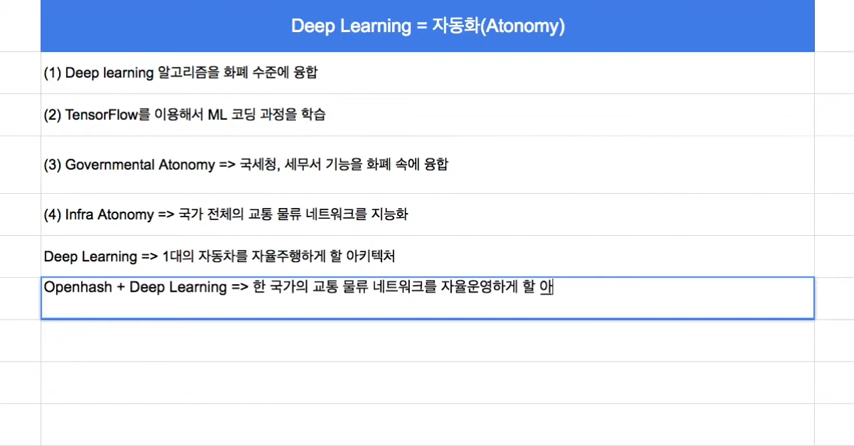 Deep Learning = 자동화(Atonomy)
(1) Deep learning 알고리즘을 화폐 수준에 융합
(2) TensorFlow를 이용해서 ML 코딩 과정을 학습
(3) Governmental Atonomy => 국세청, 세무서 기능을 화폐 속에 융합
(4) Infra Atonomy => 국가 전체의 교통 물류 네트워크를 지능화
Deep Learning => 1대의 자동차를 자율주행하게 할 아키텍처
Openhash + Deep Learning => 한 국가의 교통 물류 네트워크를 자율운영하게 할 아